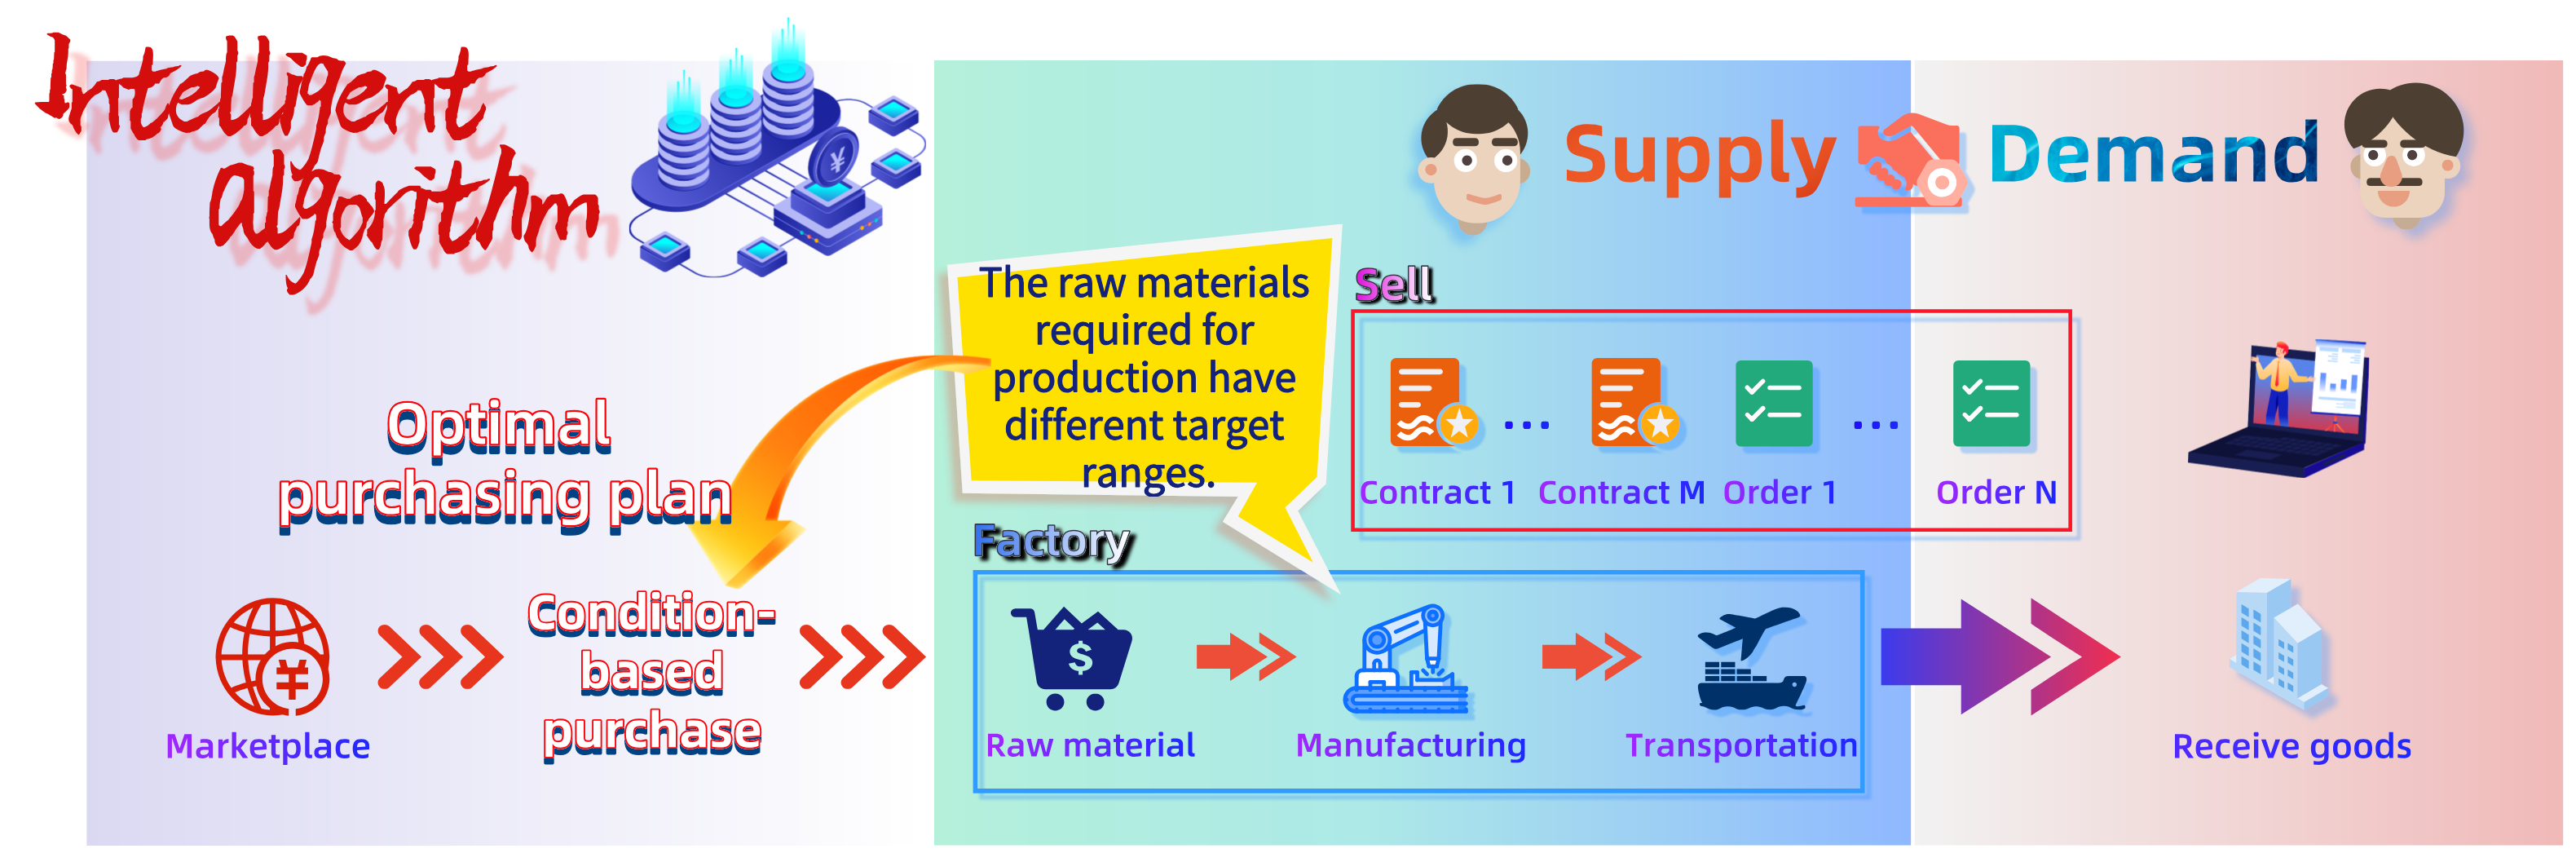 Intelligent
algorithm
¥
Optimal
purchasing plan
Condition-
based
purchase
¥
Marketplace
The raw materials
required for
production have
different target
ranges.
Supply
Demand
Sell
Contract 1
...
Contract M
Order 1
...
Order N
Factory
$
Raw material
Manufacturing
Transportation
Receive goods